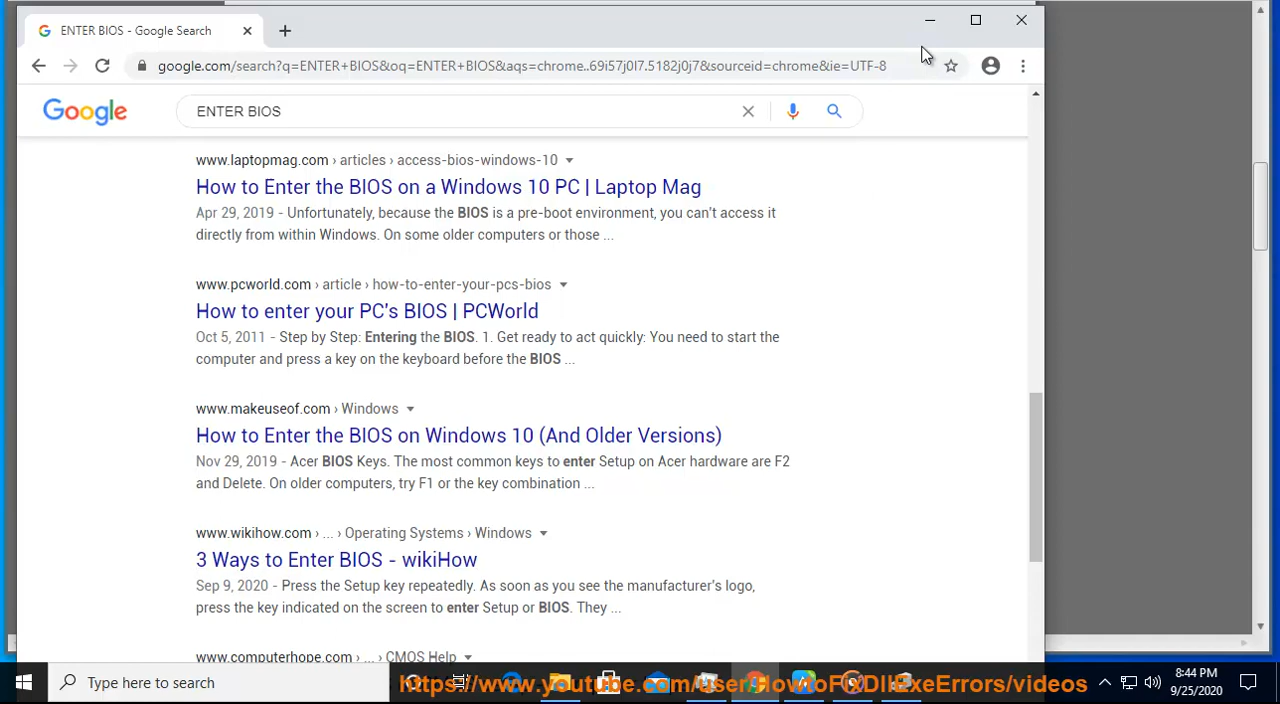 ENTER BIOS - Google Search
google.com/search?q=ENTER+BIOS&oq=ENTER+BIOS&aqs=chrome..69i57j0l7.5182j0j7&sourceid=chrome&ie=UTF-8
Google
ENTER BIOS
www.laptopmag.com › articles › access-bios-windows-10
How to Enter the BIOS on a Windows 10 PC | Laptop Mag
Apr 29, 2019 - Unfortunately, because the BIOS is a pre-boot environment, you can't access it
directly from within Windows. On some older computers or those ...
www.pcworld.com › article › how-to-enter-your-pcs-bios
How to enter your PC's BIOS | PCWorld
Oct 5, 2011 - Step by Step: Entering the BIOS. 1. Get ready to act quickly: You need to start the
computer and press a key on the keyboard before the BIOS ...
www.makeuseof.com › Windows
How to Enter the BIOS on Windows 10 (And Older Versions)
Nov 29, 2019 - Acer BIOS Keys. The most common keys to enter Setup on Acer hardware are F2
and Delete. On older computers, try F1 or the key combination ...
www.wikihow.com › ... › Operating Systems › Windows
3 Ways to Enter BIOS - wikiHow
Sep 9, 2020 - Press the Setup key repeatedly. As soon as you see the manufacturer's logo,
press the key indicated on the screen to enter Setup or BIOS. They ...
www.computerhope.com › ... › CMOS Help
Type here to search
https://www.youtube.com/user/HowtoFixDllExeErrors/videos
8:44 PM
9/25/2020